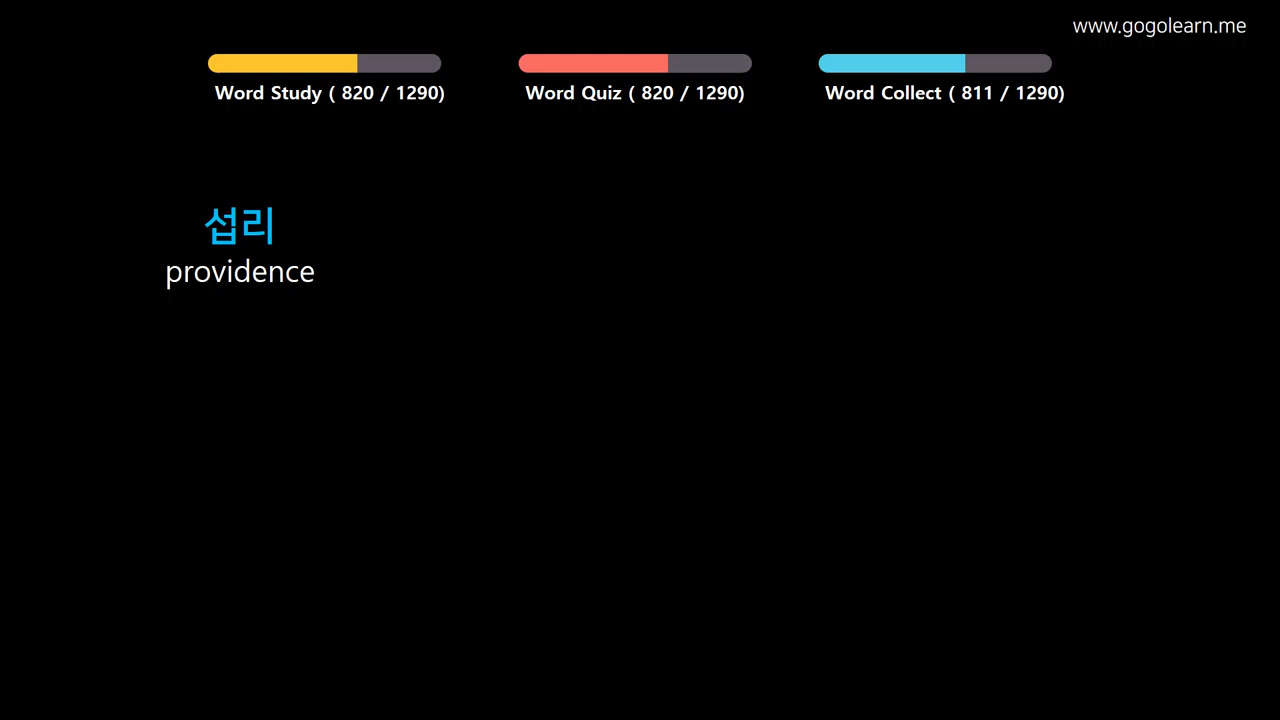 www.gogolearn.me
Word Study ( 820 / 1290)
Word Quiz ( 820 / 1290)
Word Collect ( 811 / 1290)
섭리
providence